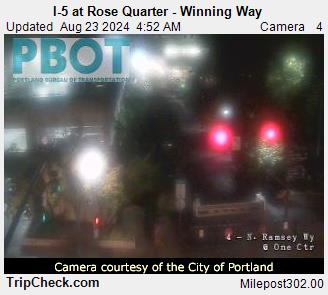 I-5 at Rose Quarter - Winning Way
Updated Aug 23 2024 4:52 AM Camera 4
PBOT
PORTLAND BUREAU OF TRANSPORTATION
4 - N. Ramsey Wy
@ One Ctr
Camera courtesy of the City of Portland
TripCheck.com Milepost302.00